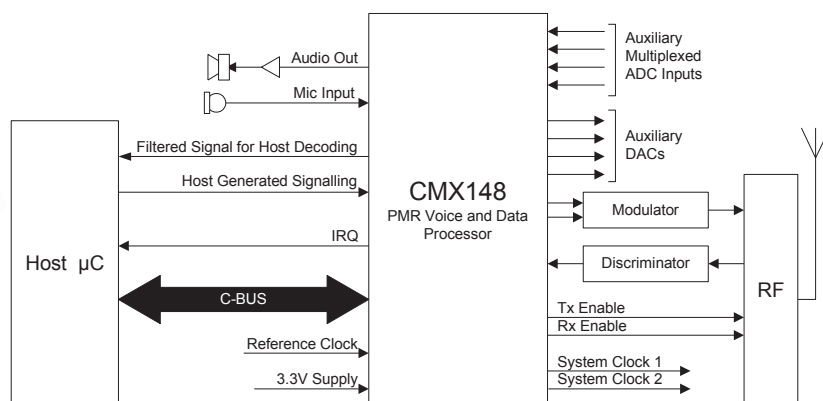 Audio Out
Mic Input
Filtered Signal for Host Decoding
Host Generated Signalling
IRQ
Host µC
C-BUS
Reference Clock
3.3V Supply
CMX148
PMR Voice and Data
Processor
Auxiliary
Multiplexed
ADC Inputs
Auxiliary
DACs
Modulator
Discriminator
RF
Tx Enable
Rx Enable
System Clock 1
System Clock 2